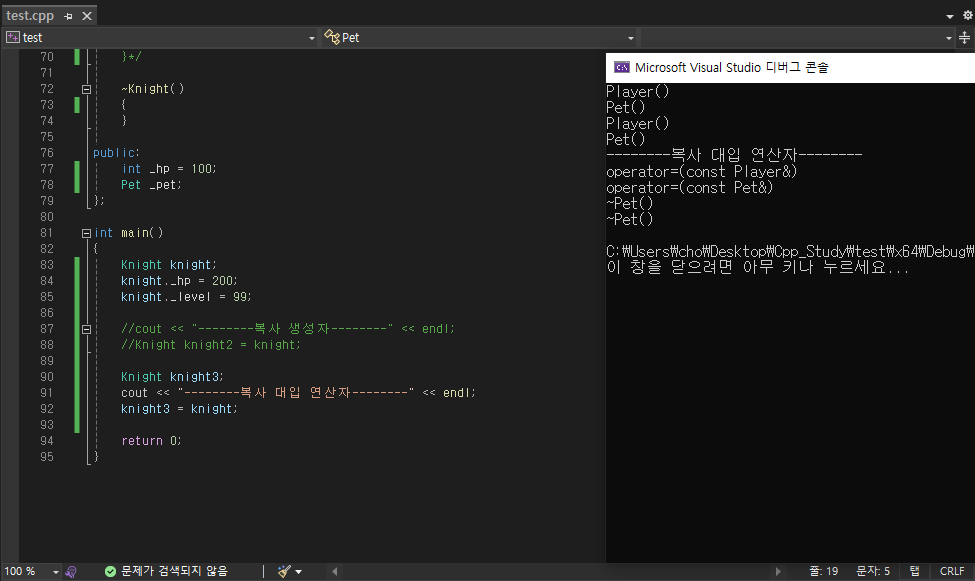 test.cpp
test
Pet
70 }*/
71
72 ~Knight()
73 {
74 }
75
76 public:
77 int _hp = 100;
78 Pet _pet;
79 };
80
81 int main()
82 {
83 Knight knight;
84 knight._hp = 200;
85 knight._level = 99;
86
87 //cout << "--------복사 생성자--------" << endl;
88 //Knight knight2 = knight;
89
90 Knight knight3;
91 cout << "--------복사 대입 연산자--------" << endl;
92 knight3 = knight;
93
94 return 0;
95 }
Microsoft Visual Studio 디버그 콘솔
Player()
Pet()
Player()
Pet()
--------복사 대입 연산자--------
operator=(const Player&)
operator=(const Pet&)
~Pet()
~Pet()
C:₩Users₩cho₩Desktop₩Cpp_Study₩test₩x64₩Debug₩
이 창을 닫으려면 아무 키나 누르세요...
100 %
문제가 검색되지 않음
줄: 19
문자: 5
탭
CRLF